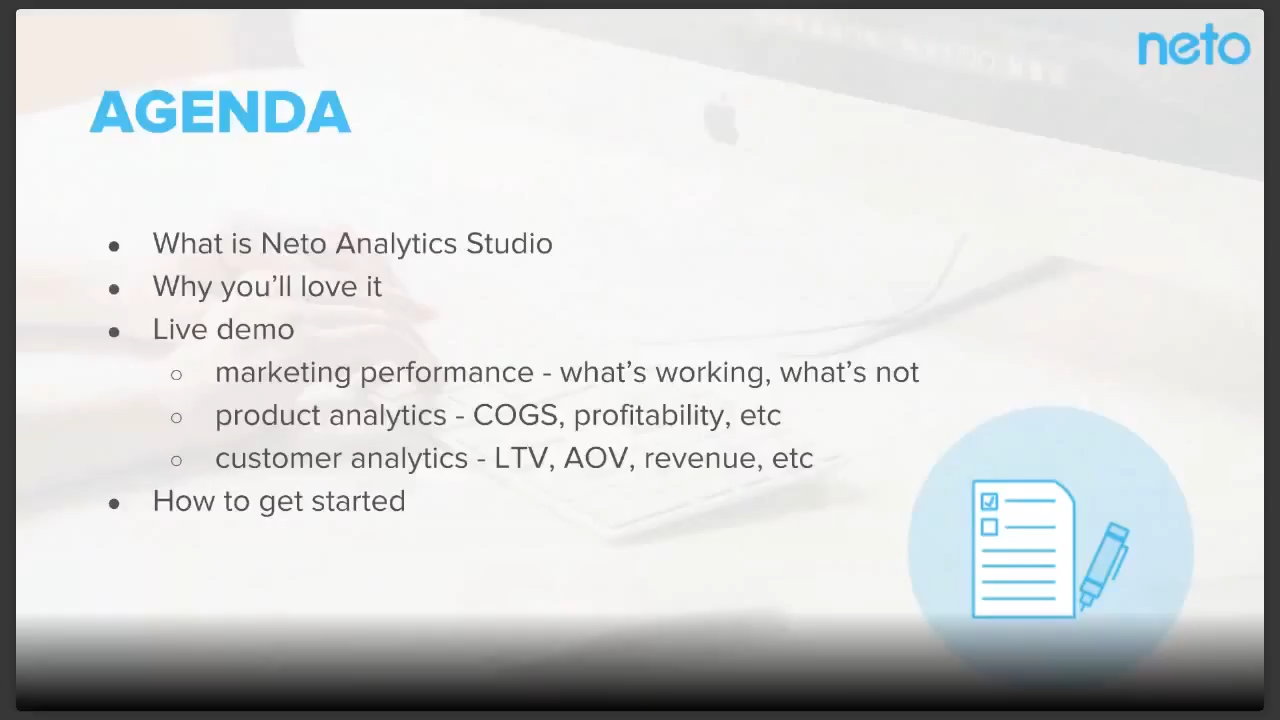 neto
AGENDA
● What is Neto Analytics Studio
● Why you’ll love it
● Live demo
○ marketing performance - what’s working, what’s not
○ product analytics - COGS, profitability, etc
○ customer analytics - LTV, AOV, revenue, etc
● How to get started